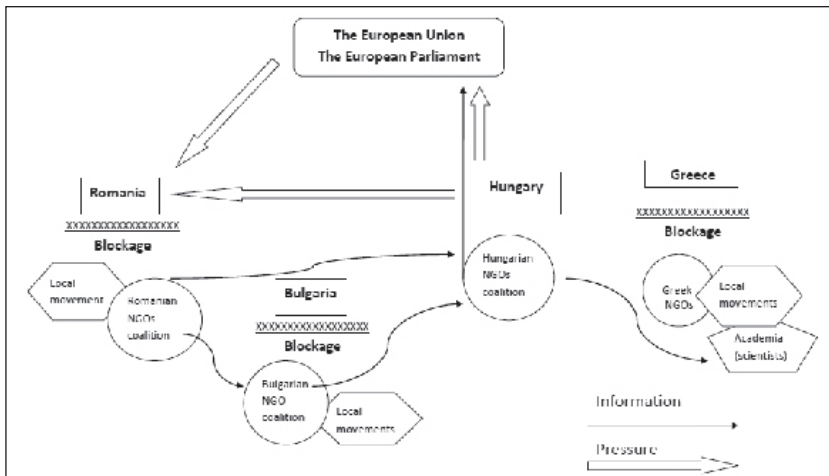 The European Union
The European Parliament
Romania
XXXXXXXXXXXXXXXXXX
Blockage
Local
movement
Romanian
NGOs
coalition
Bulgaria
XXXXXXXXXXXXXXXXXX
Blockage
Bulgarian
NGO
coalition
Local
movements
Hungary
Hungarian
NGOs
coalition
Greece
XXXXXXXXXXXXXXXXXX
Blockage
Greek
NGOs
Local
movements
Academia
(scientists)
Information
Pressure